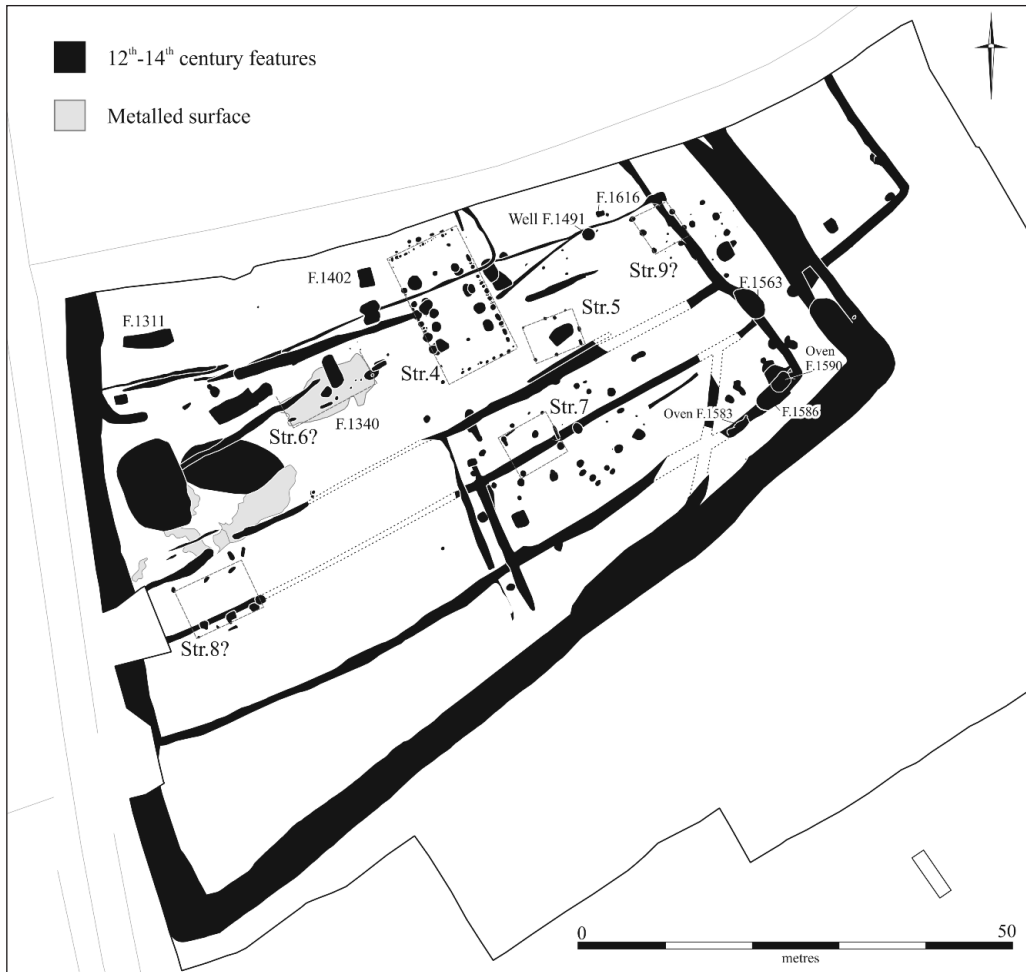 12th-14th century features
Metalled surface
F.1616
Well F.1491
F.1402
Str.9?
F.1563
F.1311
Str.5
Oven
F.1590
Str.4
Str.7
Oven F.1583
F.1586
Str.6?
F.1340
Str.8?
0
50
metres